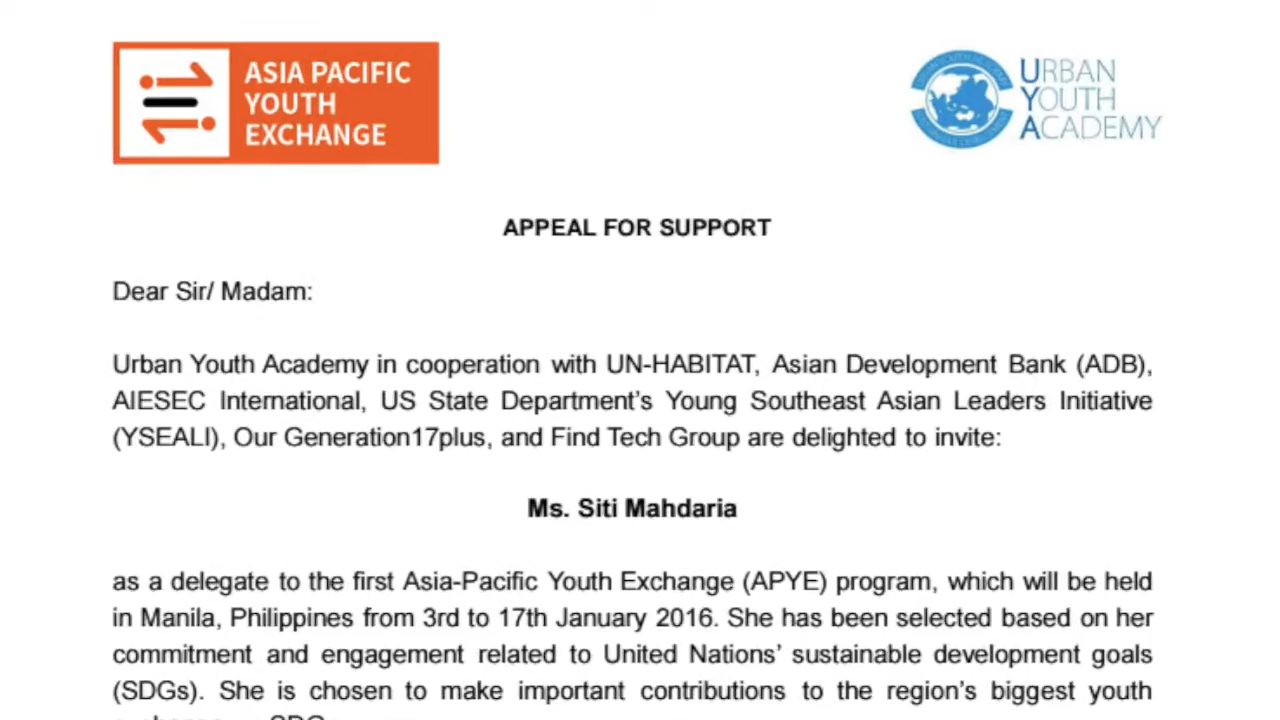 ASIA PACIFIC
YOUTH
EXCHANGE
URBAN
YOUTH
ACADEMY
APPEAL FOR SUPPORT
Dear Sir/ Madam:
Urban Youth Academy in cooperation with UN-HABITAT, Asian Development Bank (ADB),
AIESEC International, US State Department's Young Southeast Asian Leaders Initiative
(YSEALI), Our Generation17plus, and Find Tech Group are delighted to invite:
Ms. Siti Mahdaria
as a delegate to the first Asia-Pacific Youth Exchange (APYE) program, which will be held
in Manila, Philippines from 3rd to 17th January 2016. She has been selected based on her
commitment and engagement related to United Nations' sustainable development goals
(SDGs). She is chosen to make important contributions to the region's biggest youth